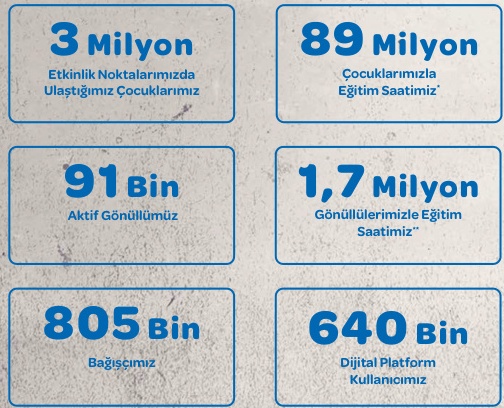 3 Milyon
Etkinlik Noktalarımızda
Ulaştığımız Çocuklarımız
89 Milyon
Çocuklarımızla
Eğitim Saatimiz*
91 Bin
Aktif Gönüllümüz
1,7 Milyon
Gönüllülerimizle Eğitim
Saatimiz**
805 Bin
Bağışçımız
640 Bin
Dijital Platform
Kullanıcımız